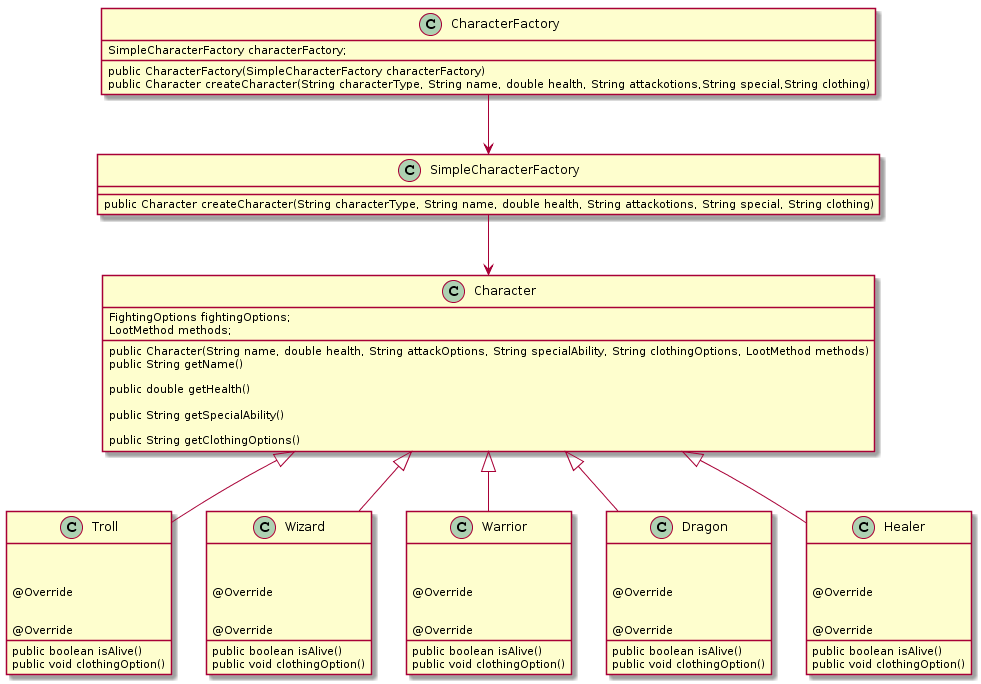 C CharacterFactory
SimpleCharacterFactory characterFactory;
public CharacterFactory(SimpleCharacterFactory characterFactory)
public Character createCharacter(String characterType, String name, double health, String attackotions,String special,String clothing)
C SimpleCharacterFactory
public Character createCharacter(String characterType, String name, double health, String attackotions, String special, String clothing)
C Character
FightingOptions fightingOptions;
LootMethod methods;
public Character(String name, double health, String attackOptions, String specialAbility, String clothingOptions, LootMethod methods)
public String getName()
public double getHealth()
public String getSpecialAbility()
public String getClothingOptions()
C Troll
@Override
@Override
public boolean isAlive()
public void clothingOption()
C Wizard
@Override
@Override
public boolean isAlive()
public void clothingOption()
C Warrior
@Override
@Override
public boolean isAlive()
public void clothingOption()
C Dragon
@Override
@Override
public boolean isAlive()
public void clothingOption()
C Healer
@Override
@Override
public boolean isAlive()
public void clothingOption()